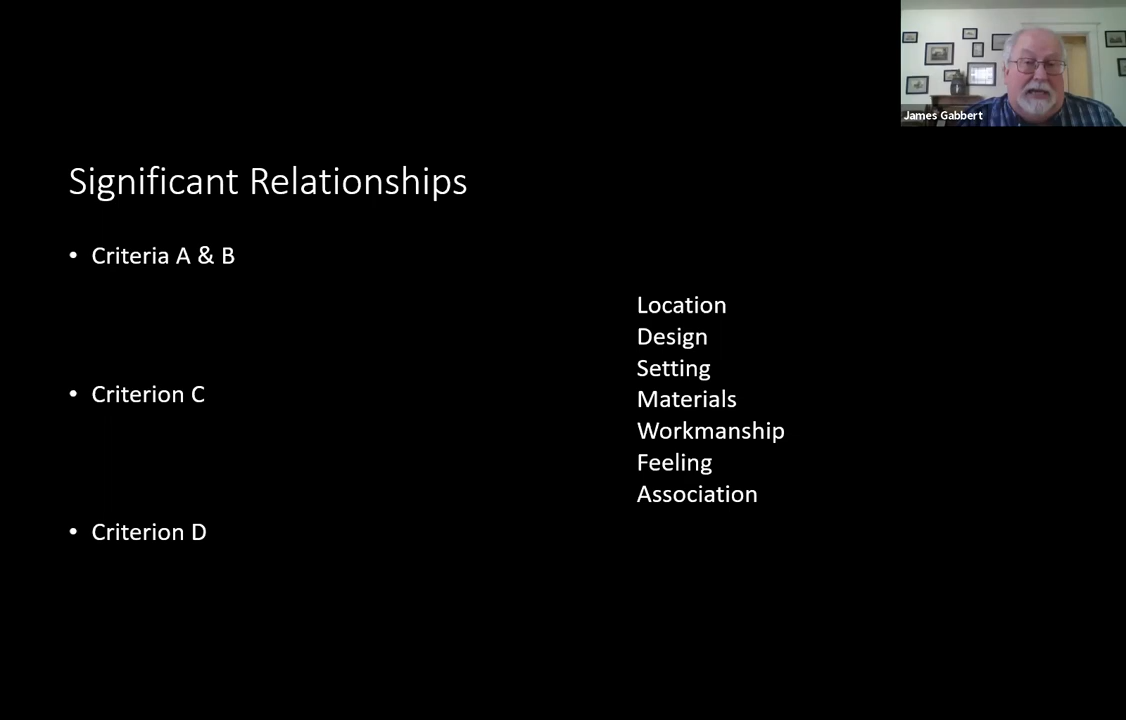 James Gabbert
Significant Relationships
• Criteria A & B
• Criterion C
• Criterion D
Location
Design
Setting
Materials
Workmanship
Feeling
Association